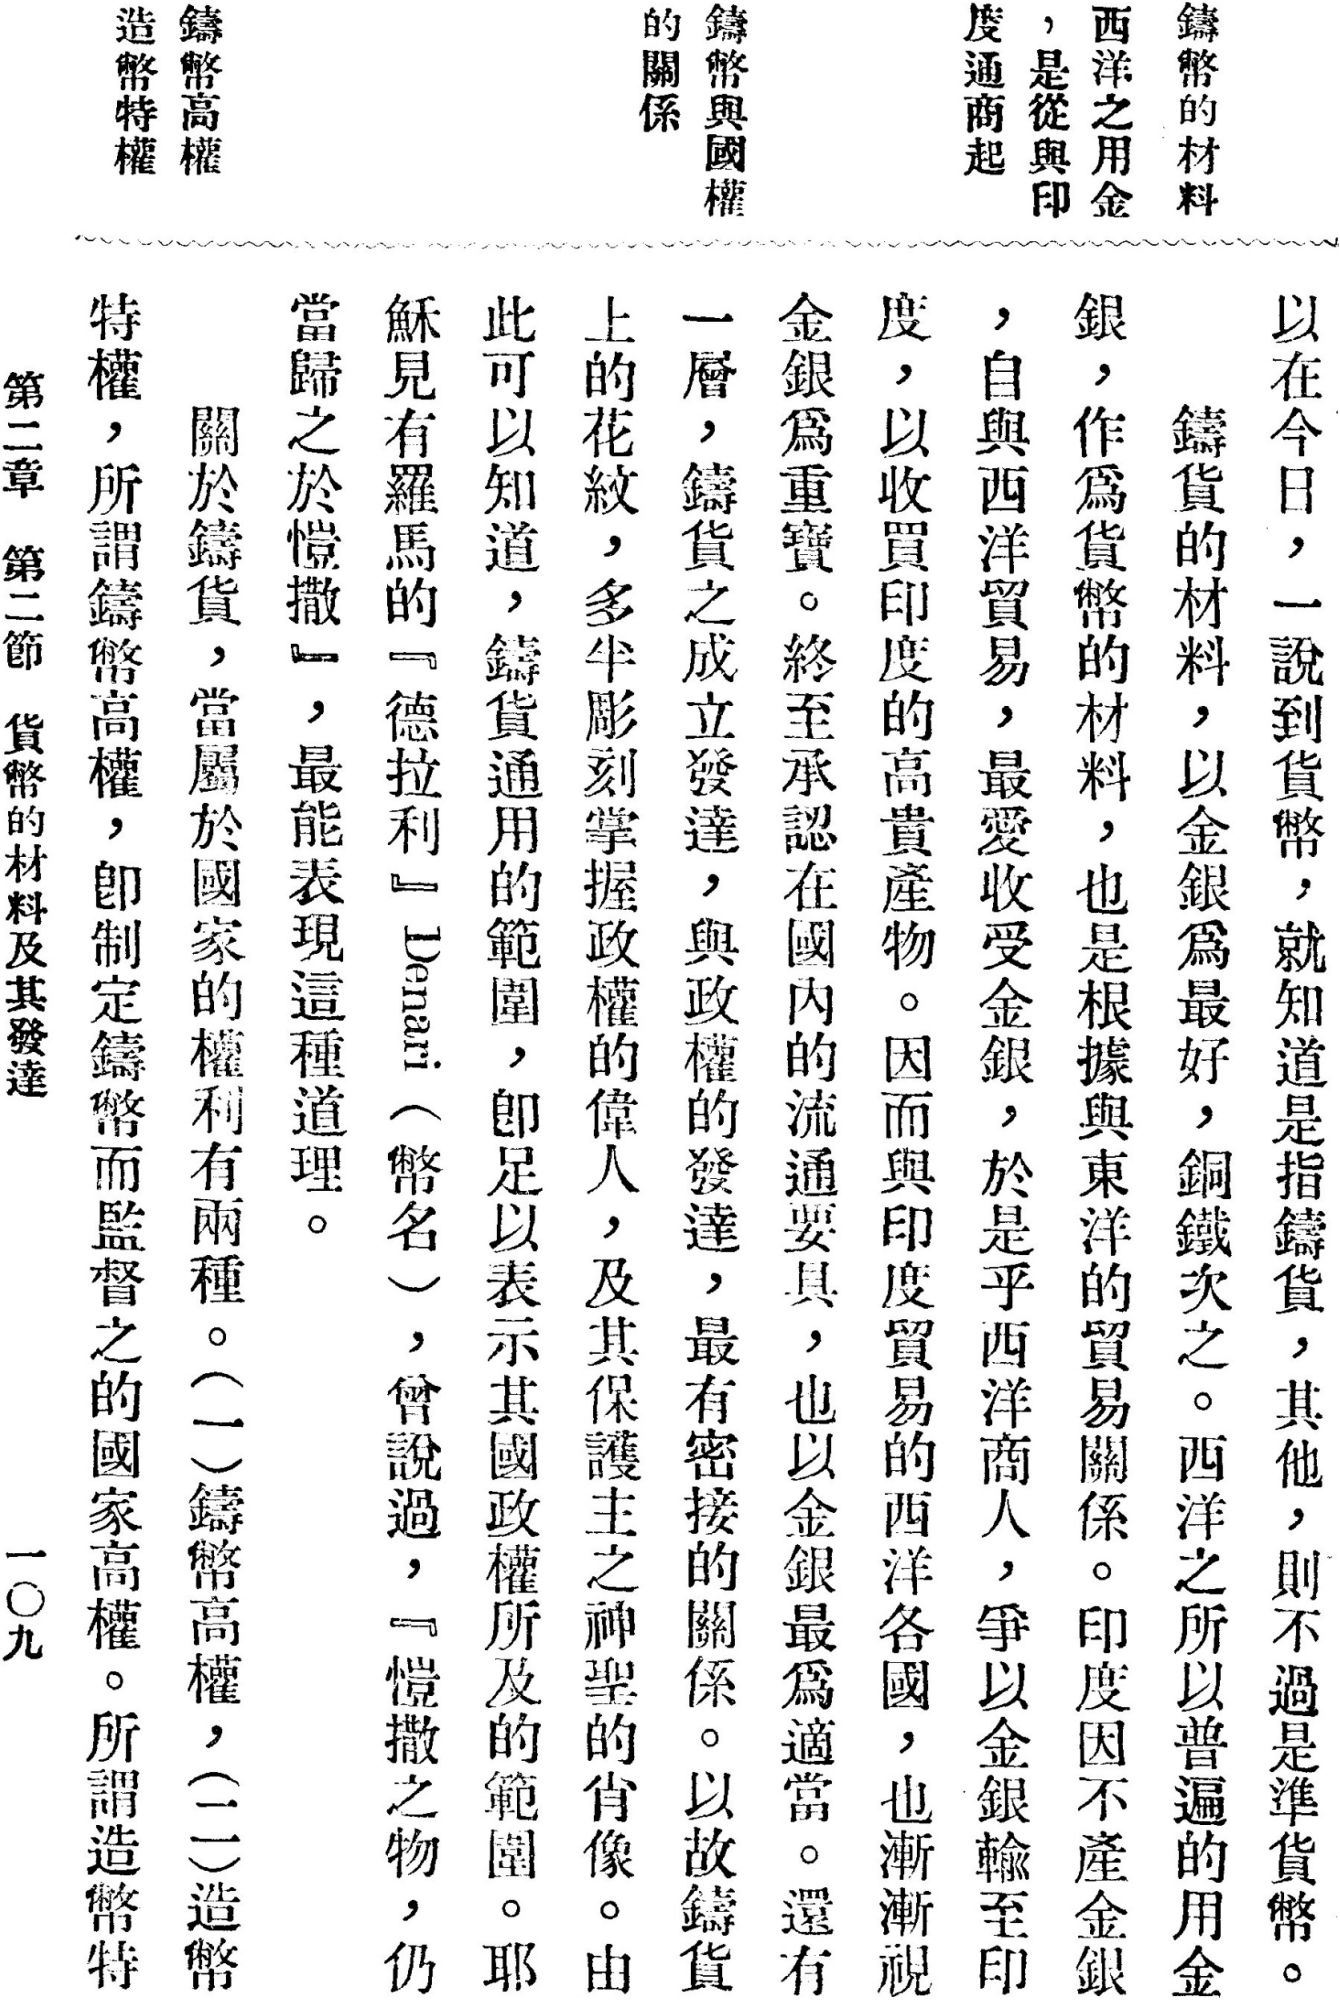 鑄幣的材料
西洋之用金
，是從與印
度通商起
鑄幣與國權
的關係
鑄幣高權
造幣特權
以在今日，一說到貨幣，就知道是指鑄貨，其他，則不過是準貨幣。
鑄貨的材料，以金銀爲最好，銅鐵次之。西洋之所以普遍的用金
銀，作爲貨幣的材料，也是根據與東洋的貿易關係。印度因不產金銀
，自與西洋貿易，最愛收受金銀，於是乎西洋商人，爭以金銀輸至印
度，以收買印度的高貴產物。因而與印度貿易的西洋各國，也漸漸視
金銀爲重寶。終至承認在國內的流通要具，也以金銀最爲適當。還有
一層，鑄貨之成立發達，與政權的發達，最有密接的關係。以故鑄貨
上的花紋，多半彫刻掌握政權的偉人，及其保護主之神聖的肖像。由
此可以知道，鑄貨通用的範圍，卽足以表示其國政權所及的範圍。耶
穌見有羅馬的『德拉利』Denari（幣名），曾說過，『愷撒之物，仍
當歸之於愷撒』，最能表現這種道理。
關於鑄貨，當屬於國家的權利有兩種。（一）鑄幣高權，（二）造幣
特權，所謂鑄幣高權，卽制定鑄幣而監督之的國家高權。所謂造幣特
第二章　第二節　貨幣的材料及其發達
一〇九